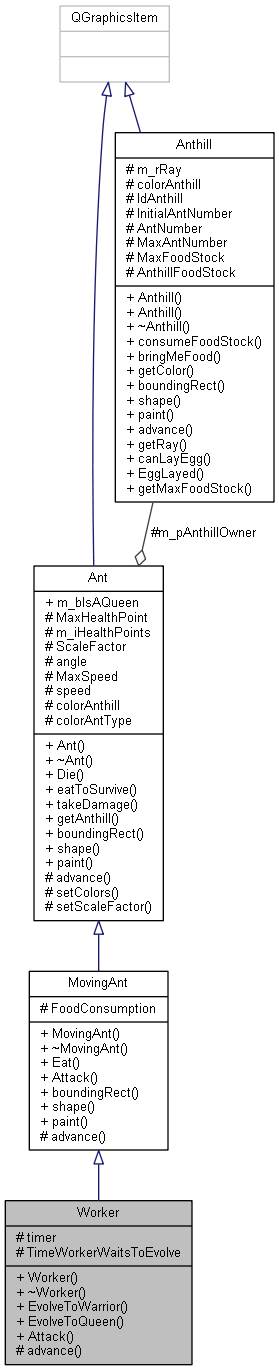 QGraphicsItem
Anthill
# m_rRay
# colorAnthill
# IdAnthill
# InitialAntNumber
# AntNumber
# MaxAntNumber
# MaxFoodStock
# AnthillFoodStock
+ Anthill()
+ Anthill()
+ ~Anthill()
+ consumeFoodStock()
+ bringMeFood()
+ getColor()
+ boundingRect()
+ shape()
+ paint()
+ advance()
+ getRay()
+ canLayEgg()
+ EggLayed()
+ getMaxFoodStock()
#m_pAnthillOwner
Ant
+ m_bIsAQueen
# MaxHealthPoint
# m_iHealthPoints
# ScaleFactor
# angle
# MaxSpeed
# speed
# colorAnthill
# colorAntType
+ Ant()
+ ~Ant()
+ Die()
+ eatToSurvive()
+ takeDamage()
+ getAnthill()
+ boundingRect()
+ shape()
+ paint()
# advance()
# setColors()
# setScaleFactor()
MovingAnt
# FoodConsumption
+ MovingAnt()
+ ~MovingAnt()
+ Eat()
+ Attack()
+ boundingRect()
+ shape()
+ paint()
# advance()
Worker
# timer
# TimeWorkerWaitsToEvolve
+ Worker()
+ ~Worker()
+ EvolveToWarrior()
+ EvolveToQueen()
+ Attack()
# advance()